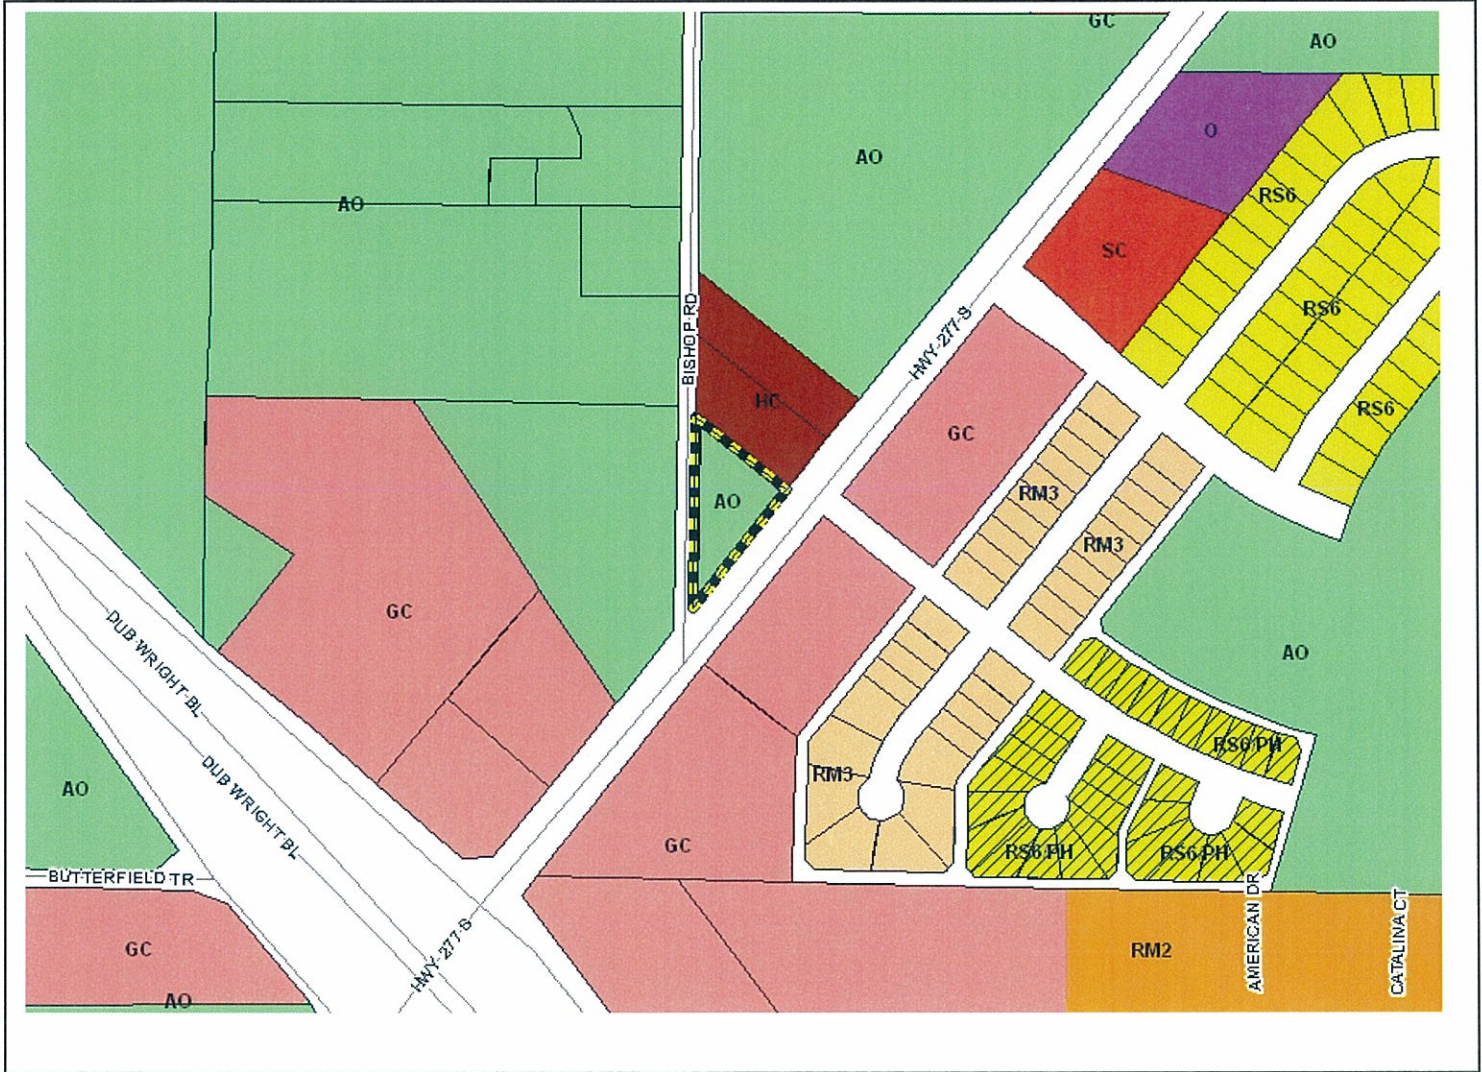 GC
AO
O
AO
RS6
AO
SC
BISHOP RD
RS6
HWY-277-S
HC
RS6
GC
RM3
AO
RM3
GC
DUB WRIGHT BL
AO
RS6 PH
RM3
AO
DUB WRIGHT BL
GC
RS6 PH
RS6 PH
BUTTERFIELD TR
AMERICAN DR
CATALINA CT
HWY-277-S
GC
RM2
AO